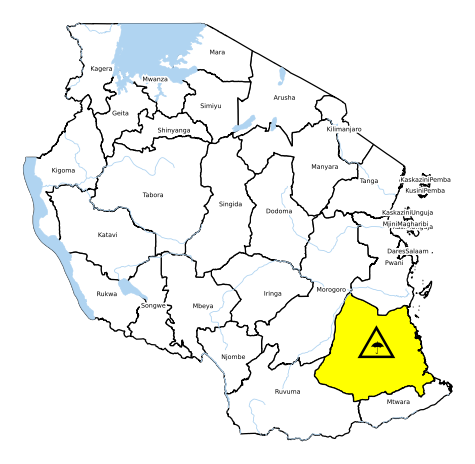 Mara
Kagera
Mwanza
Arusha
Simiyu
Geita
Shinyanga
Kilimanjaro
Kigoma
Manyara
Tanga
KaskaziniPemba
KusiniPemba
Tabora
Singida
Dodoma
KaskaziniUnguja
MjiniMagharibi
Katavi
DaresSalaam
Pwani
Rukwa
Iringa
Morogoro
Songwe
Mbeya
Njombe
Ruvuma
Mtwara